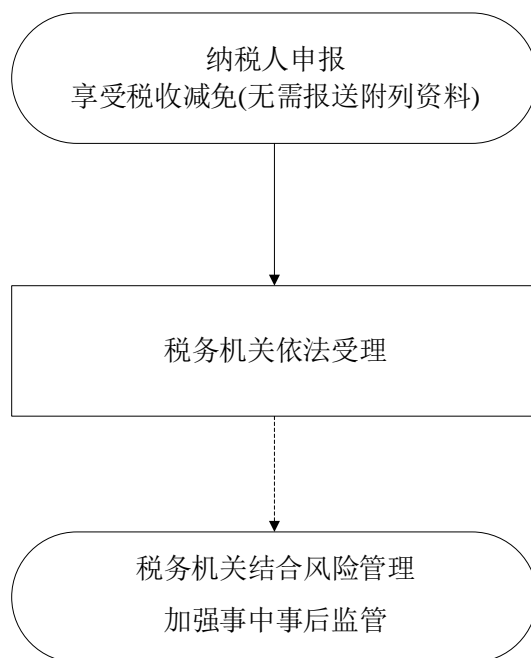 纳税人申报
享受税收减免(无需报送附列资料)
税务机关依法受理
税务机关结合风险管理
加强事中事后监管